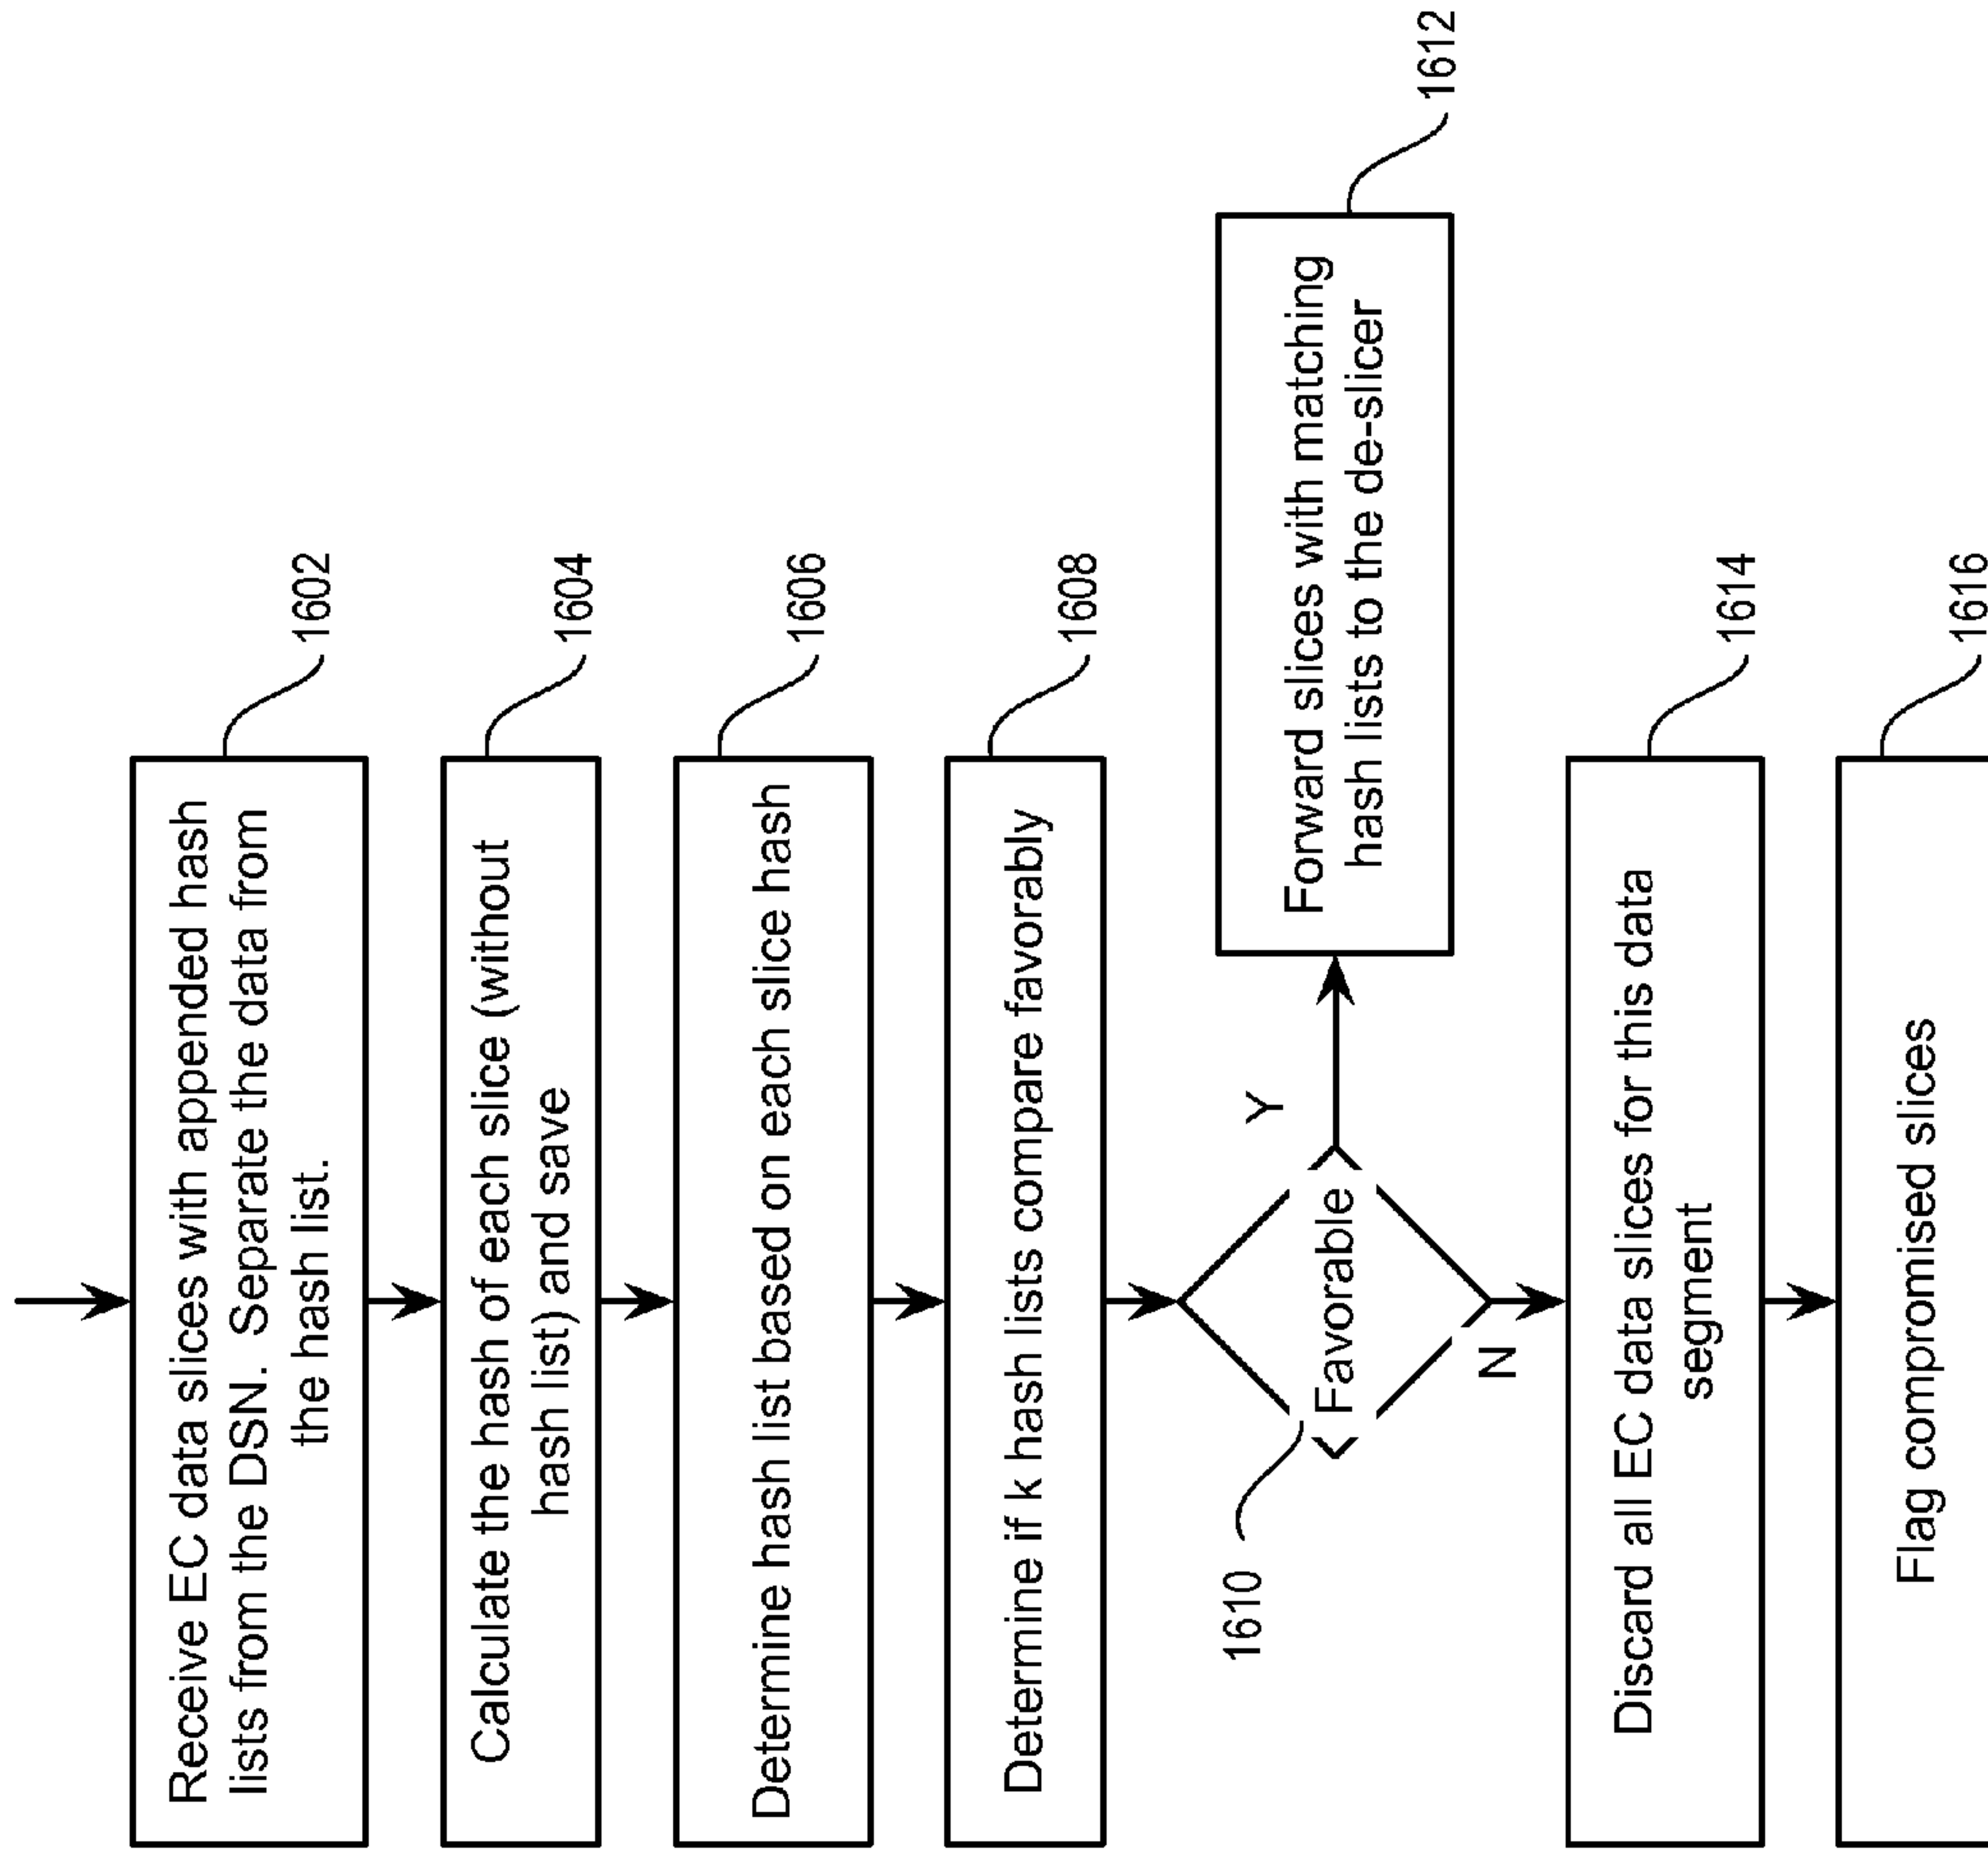 Receive EC data slices with appended hash
lists from the DSN. Separate the data from
the hash list.
1602
Calculate the hash of each slice (without
hash list) and save
1604
Determine hash list based on each slice hash
1606
Determine if k hash lists compare favorably
1608
1610
Favorable
Y
N
Forward slices with matching
hash lists to the de-slicer
1612
Discard all EC data slices for this data
segment
1614
Flag compromised slices
1616